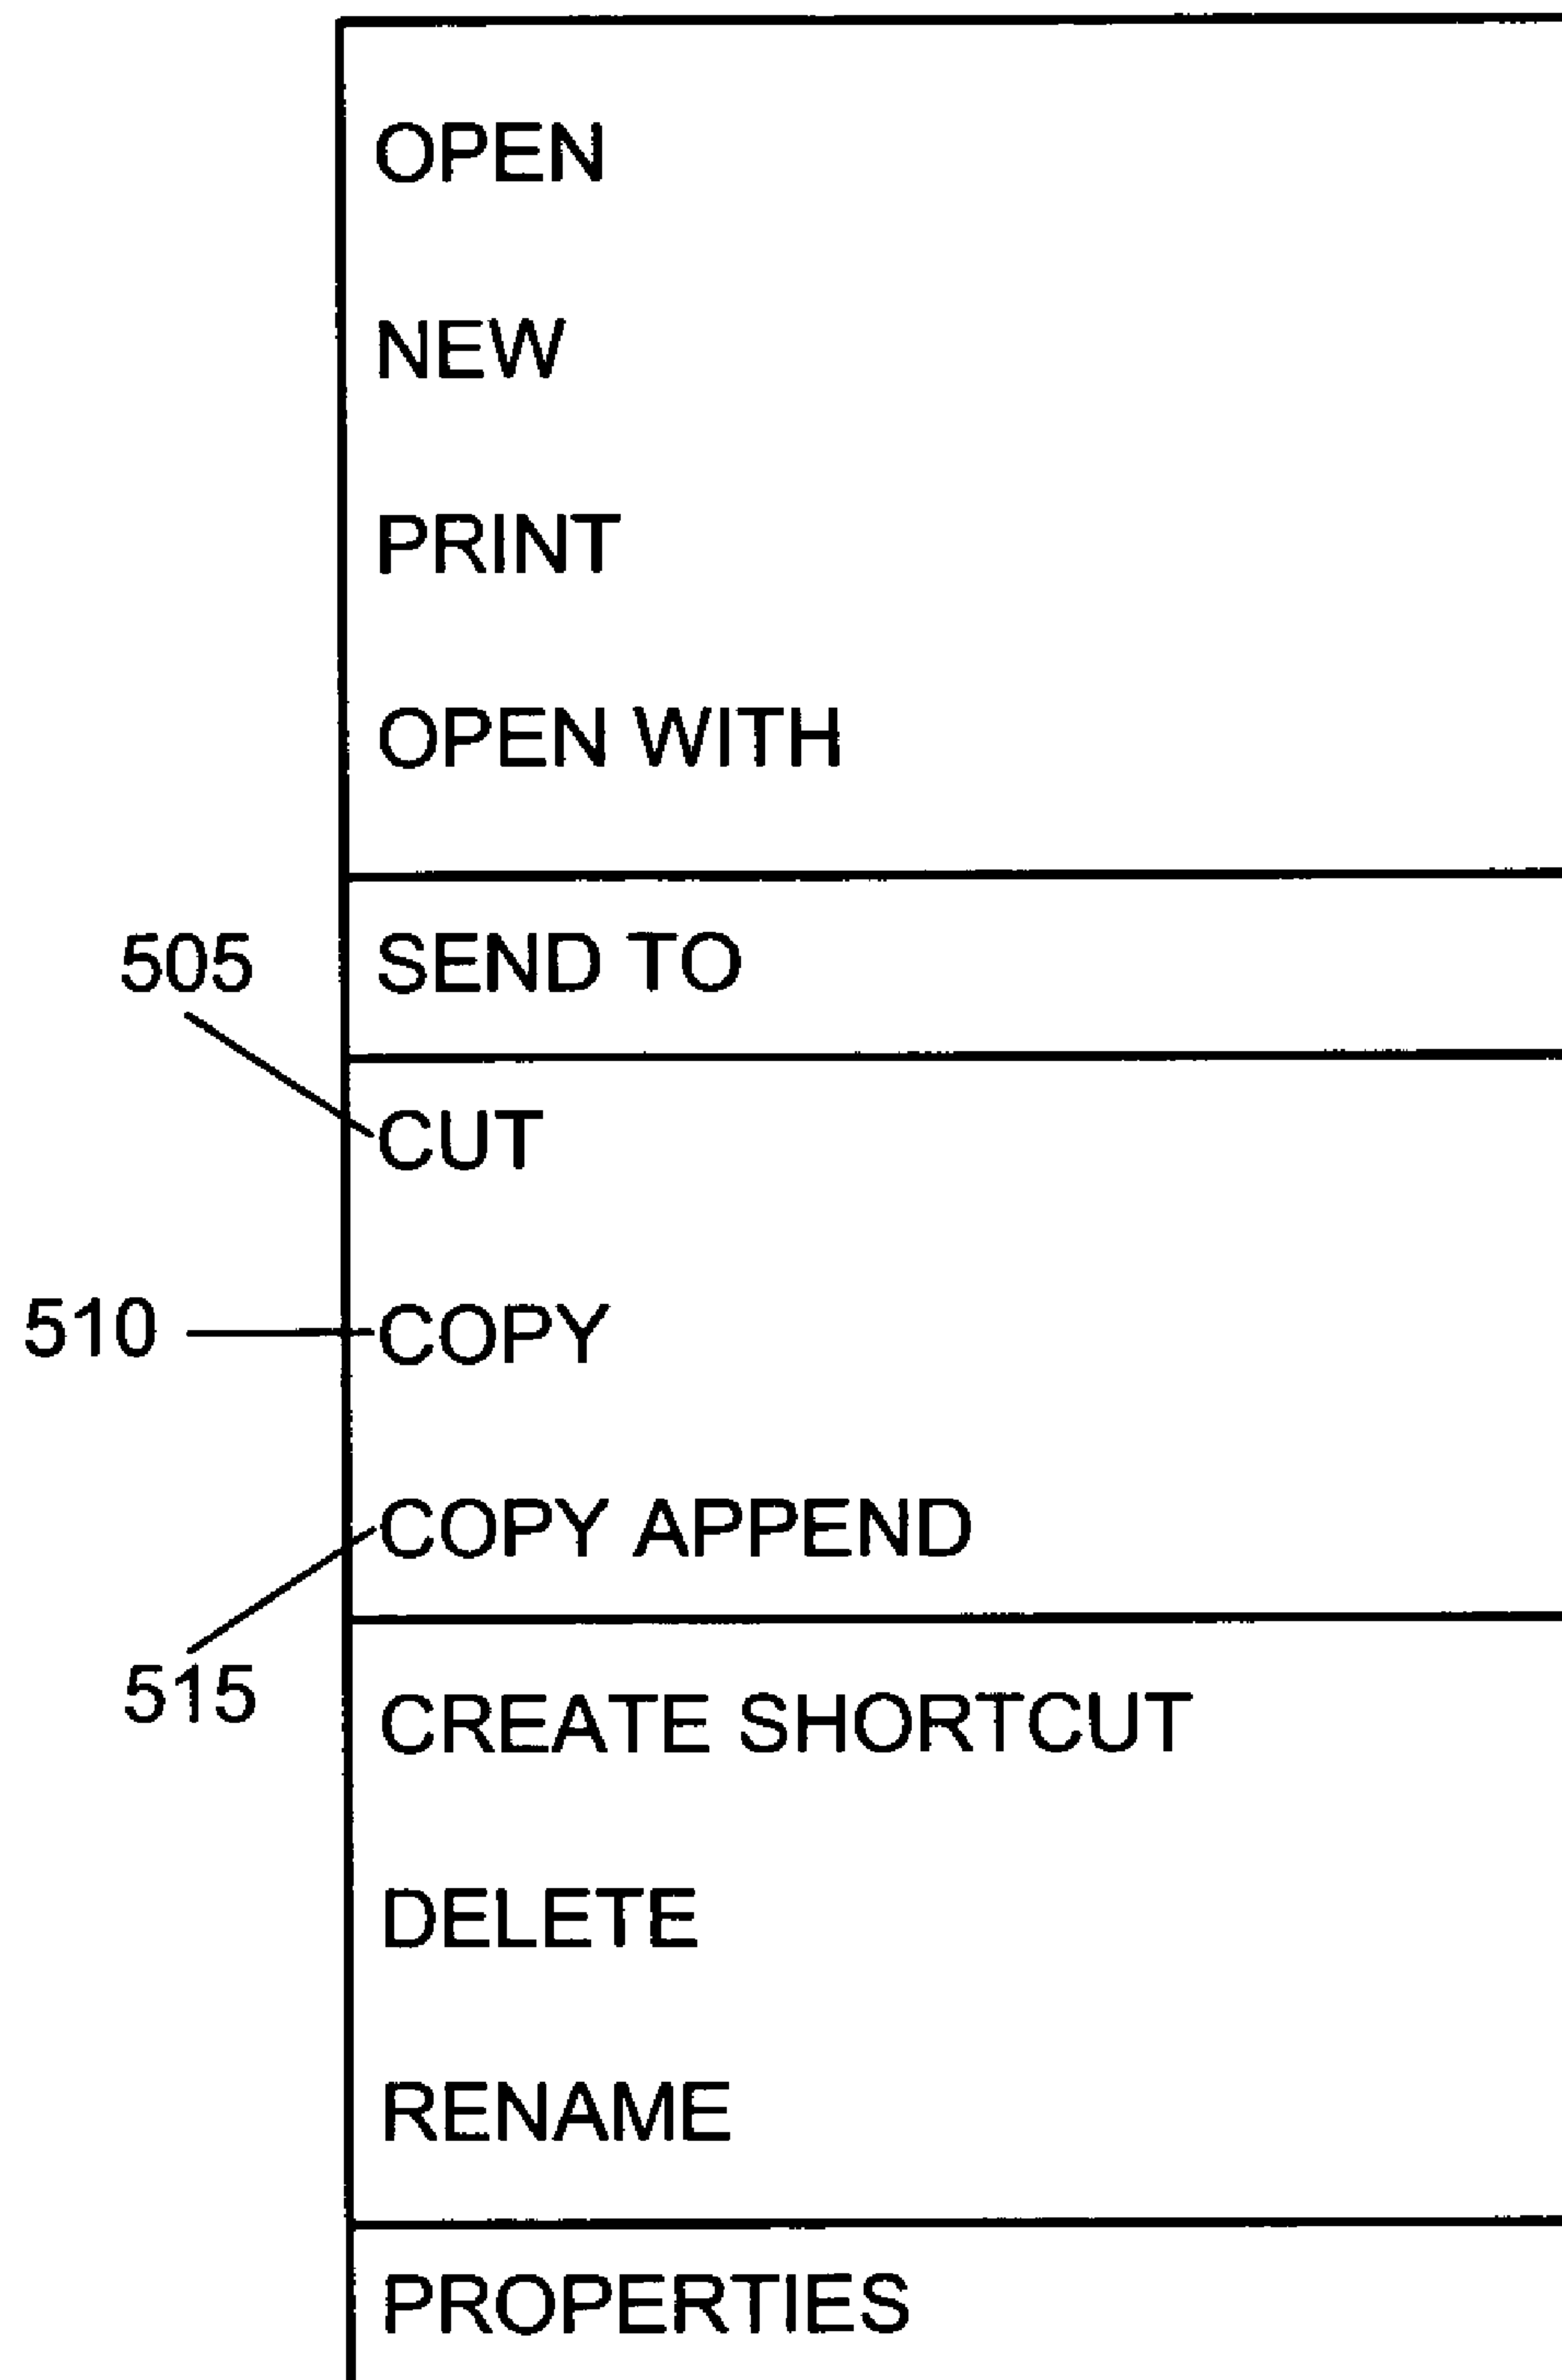 OPEN
NEW
PRINT
OPEN WITH
505 SEND TO
CUT
510 COPY
COPY APPEND
515
CREATE SHORTCUT
DELETE
RENAME
PROPERTIES